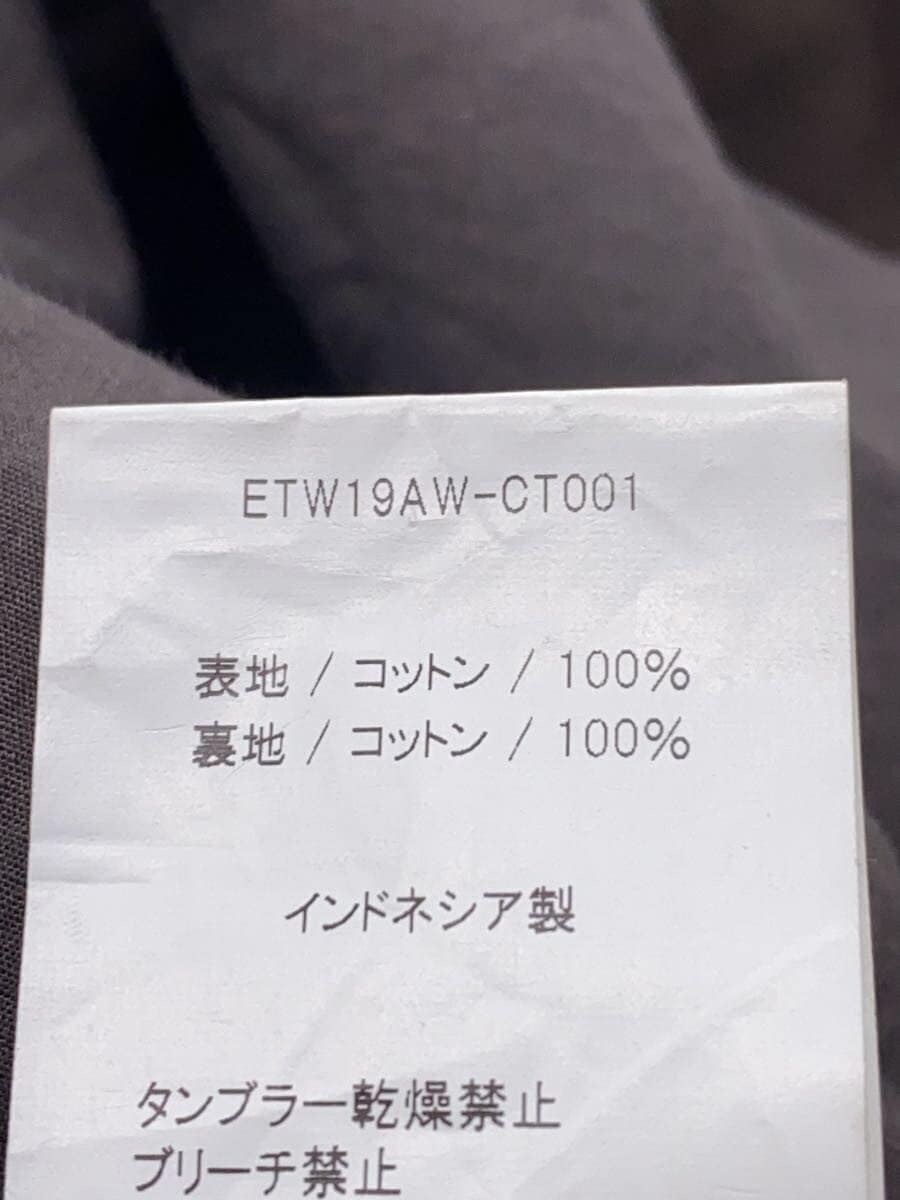 ETW19AW-CT001
表地 / コットン / 100%
裏地 / コットン / 100%
インドネシア製
タンブラー乾燥禁止
ブリーチ禁止